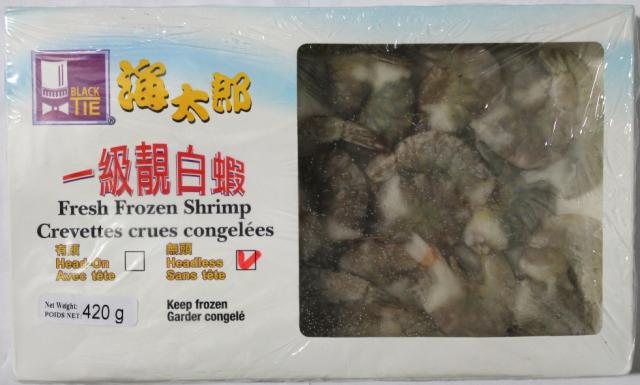 BLACK
TIE
®
海太郎
一級靚白蝦
Fresh Frozen Shrimp
Crevettes crues congelées
有頭
Head-On
Avec tête
無頭
Headless
Sans tête
Net Weight:
POIDS NET:
420 g
Keep frozen
Garder congelé